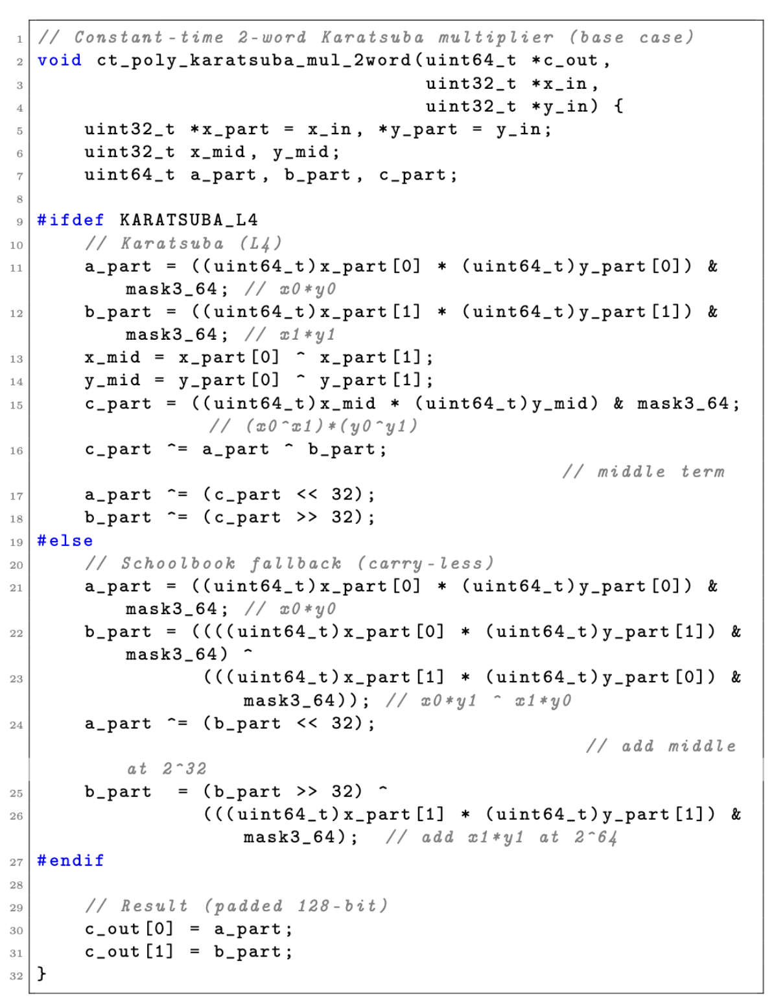 1 // Constant-time 2-word Karatsuba multiplier (base case)
2 void ct_poly_karatsuba_mul_2word(uint64_t *c_out,
3 uint32_t *x_in,
4 uint32_t *y_in) {
5 uint32_t *x_part = x_in, *y_part = y_in;
6 uint32_t x_mid, y_mid;
7 uint64_t a_part, b_part, c_part;
8
9 #ifdef KARATSUBA_L4
10 // Karatsuba (L4)
11 a_part = ((uint64_t)x_part[0] * (uint64_t)y_part[0]) &
mask3_64; // x0*y0
12 b_part = ((uint64_t)x_part[1] * (uint64_t)y_part[1]) &
mask3_64; // x1*y1
13 x_mid = x_part[0] ^ x_part[1];
14 y_mid = y_part[0] ^ y_part[1];
15 c_part = ((uint64_t)x_mid * (uint64_t)y_mid) & mask3_64;
// (x0^x1)*(y0^y1)
16 c_part ^= a_part ^ b_part;
// middle term
17 a_part ^= (c_part << 32);
18 b_part ^= (c_part >> 32);
19 #else
20 // Schoolbook fallback (carry-less)
21 a_part = ((uint64_t)x_part[0] * (uint64_t)y_part[0]) &
mask3_64; // x0*y0
22 b_part = ((((uint64_t)x_part[0] * (uint64_t)y_part[1]) &
mask3_64) ^
23 (((uint64_t)x_part[1] * (uint64_t)y_part[0]) &
mask3_64)); // x0*y1 ^ x1*y0
24 a_part ^= (b_part << 32);
// add middle
at 2^32
25 b_part = (b_part >> 32) ^
26 (((uint64_t)x_part[1] * (uint64_t)y_part[1]) &
mask3_64); // add x1*y1 at 2^64
27 #endif
28
29 // Result (padded 128-bit)
30 c_out[0] = a_part;
31 c_out[1] = b_part;
32 }